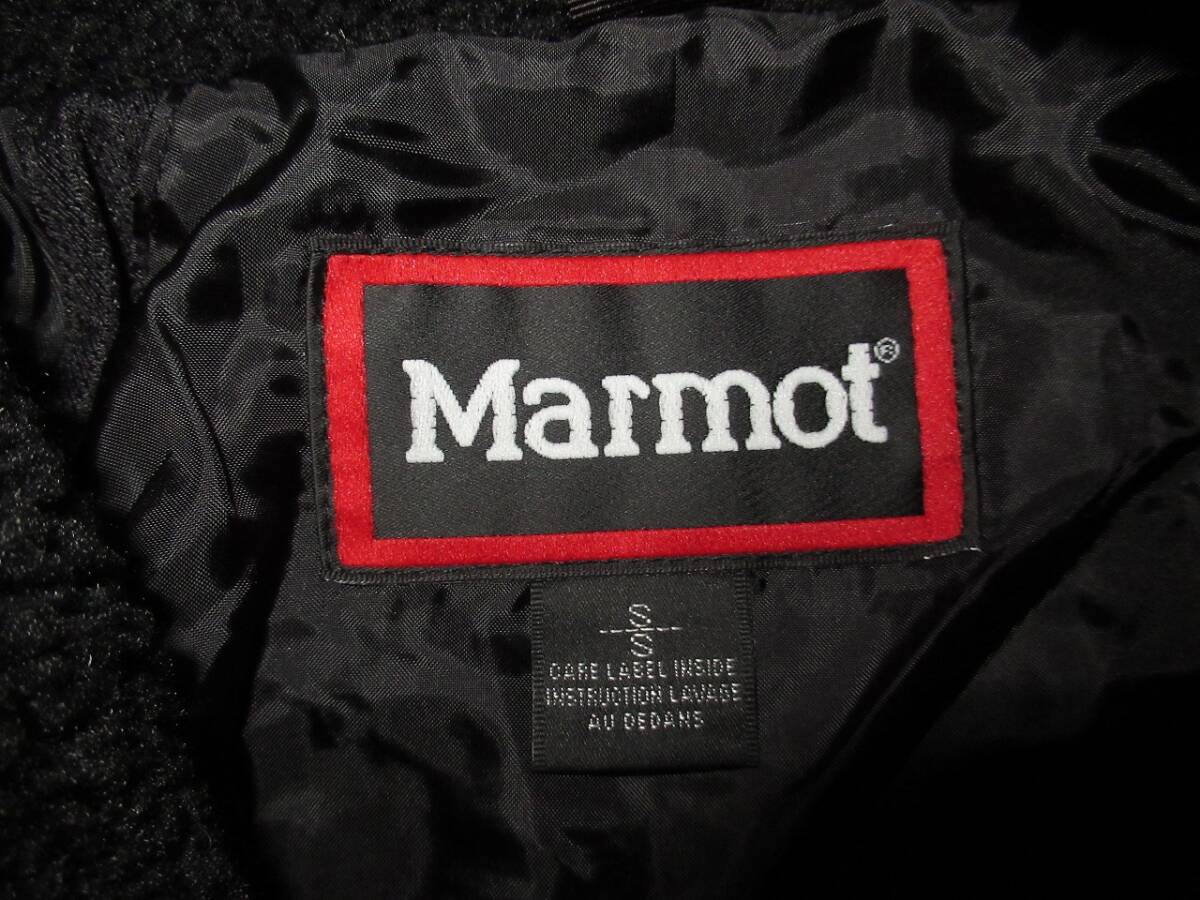 Marmot®
S
S
CARE LABEL INSIDE
INSTRUCTION LAVAGE
AU DEDANS